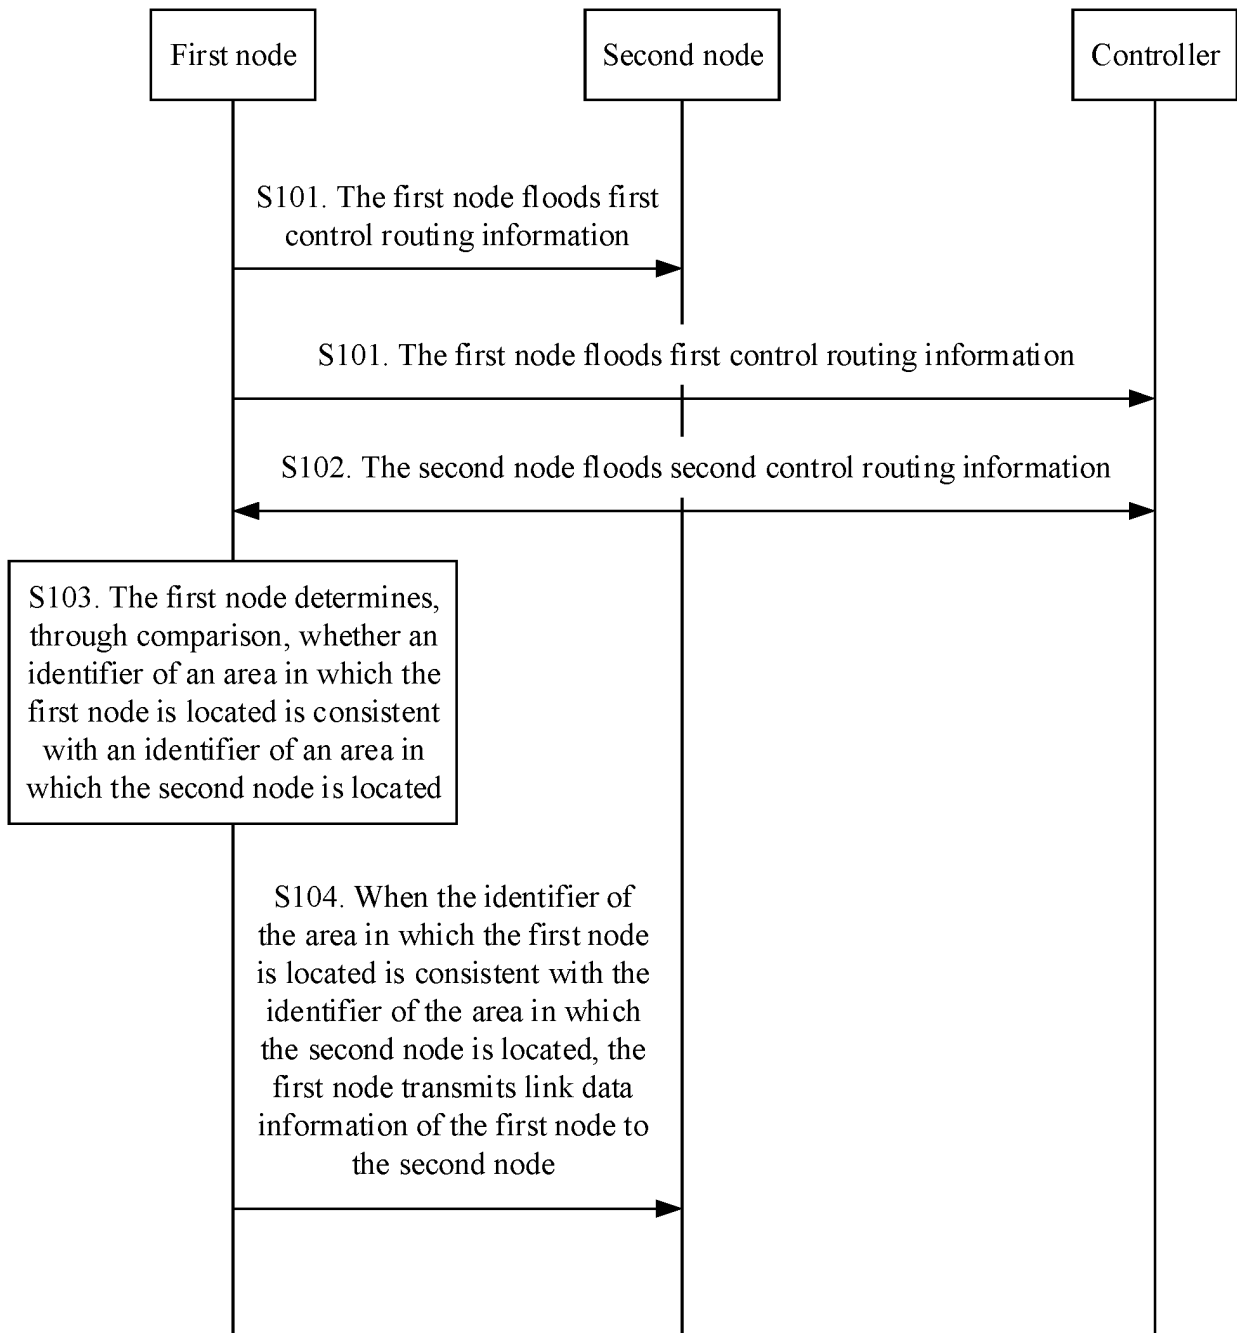 First node
Second node
Controller
S101. The first node floods first
control routing information
S101. The first node floods first control routing information
S102. The second node floods second control routing information
S103. The first node determines,
through comparison, whether an
identifier of an area in which the
first node is located is consistent
with an identifier of an area in
which the second node is located
S104. When the identifier of
the area in which the first node
is located is consistent with the
identifier of the area in which
the second node is located, the
first node transmits link data
information of the first node to
the second node